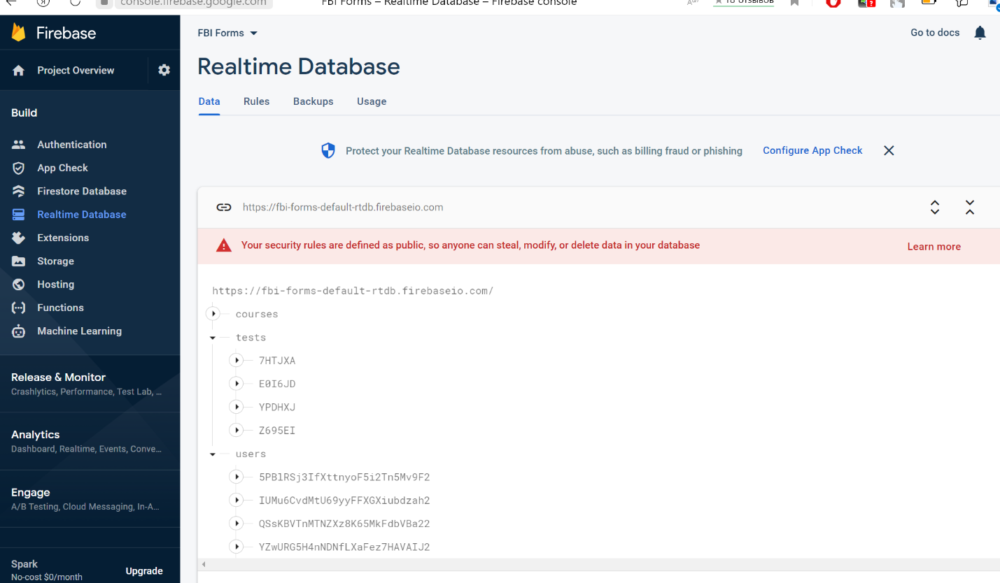 console.firebase.google.com
FBI Forms – Realtime Database – Firebase console
Firebase
Project Overview
Build
Authentication
App Check
Firestore Database
Realtime Database
Extensions
Storage
Hosting
Functions
Machine Learning
Release & Monitor
Crashlytics, Performance, Test Lab, ...
Analytics
Dashboard, Realtime, Events, Conve...
Engage
A/B Testing, Cloud Messaging, In-A...
Spark
No-cost $0/month
Upgrade
FBI Forms
Go to docs
Realtime Database
Data Rules Backups Usage
Protect your Realtime Database resources from abuse, such as billing fraud or phishing Configure App Check
https://fbi-forms-default-rtdb.firebaseio.com
Your security rules are defined as public, so anyone can steal, modify, or delete data in your database Learn more
https://fbi-forms-default-rtdb.firebaseio.com/
courses
tests
7HTJXA
E0I6JD
YPDHXJ
Z695EI
users
5PBlRSj3IfXttnyoF5i2Tn5Mv9F2
IUMu6CvdMtU69yyFFXGXiubdzah2
QSsKBVTnMTNZXz8K65MkFdbVBa22
YZwURG5H4nNDNfLXaFez7HAVAIJ2